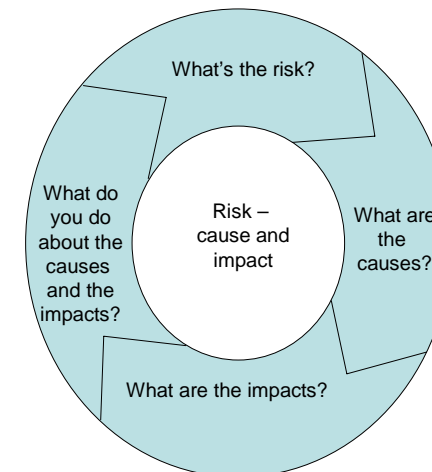 What's the risk?
What are
the
causes?
What are the impacts?
What do
you do
about the
causes
and the
impacts?
Risk –
cause and
impact